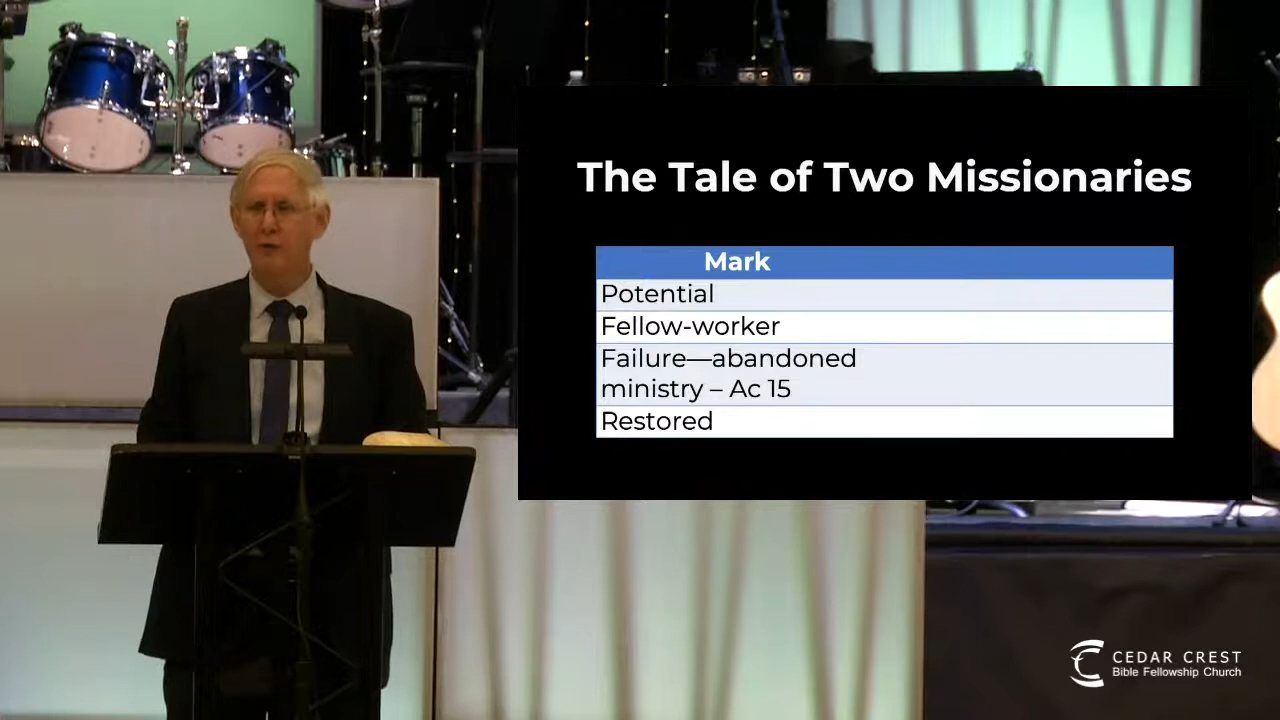 The Tale of Two Missionaries
Mark
Potential
Fellow-worker
Failure—abandoned
ministry – Ac 15
Restored
CEDAR CREST
Bible Fellowship Church